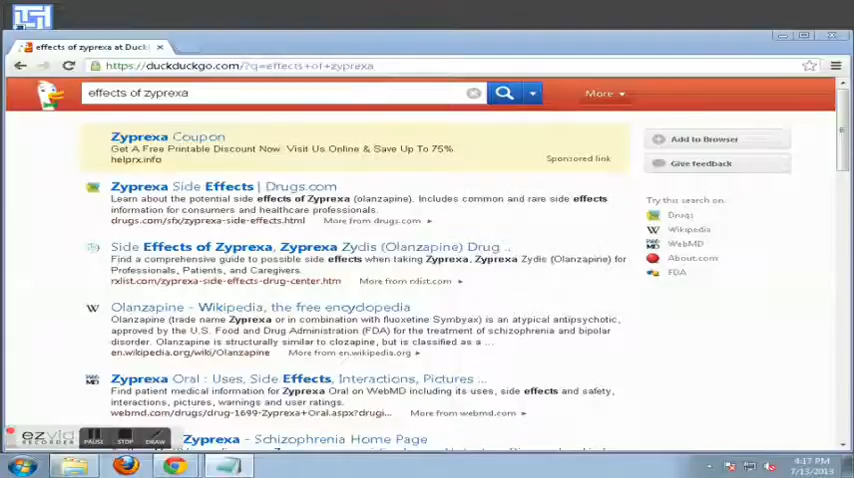 effects of zyprexa at Duck
https://duckduckgo.com/?q=effects+of+zyprexa
effects of zyprexa
More
Zyprexa Coupon
Get A Free Printable Discount Now. Visit Us Online & Save Up To 75%
helprx.info
Sponsored link
Add to Browser
Give feedback
Zyprexa Side Effects | Drugs.com
Learn about the potential side effects of Zyprexa (olanzapine). Includes common and rare side effects
information for consumers and healthcare professionals.
drugs.com/sfx/zyprexa-side-effects.html More from drugs.com
Try this search on:
Drugs
Wikipedia
WebMD
About.com
FDA
Side Effects of Zyprexa, Zyprexa Zydis (Olanzapine) Drug ...
Find a comprehensive guide to possible side effects when taking Zyprexa, Zyprexa Zydis (Olanzapine) for
Professionals, Patients, and Caregivers.
rxlist.com/zyprexa-side-effects-drug-center.htm More from rxlist.com
Olanzapine - Wikipedia, the free encyclopedia
Olanzapine (trade name Zyprexa or in combination with fluoxetine Symbyax) is an atypical antipsychotic,
approved by the U.S. Food and Drug Administration (FDA) for the treatment of schizophrenia and bipolar
disorder. Olanzapine is structurally similar to clozapine, but is classified as a ...
en.wikipedia.org/wiki/Olanzapine More from en.wikipedia.org
Zyprexa Oral : Uses, Side Effects, Interactions, Pictures ...
Find patient medical information for Zyprexa Oral on WebMD including its uses, side effects and safety,
interactions, pictures, warnings and user ratings.
webmd.com/drugs/drug-1699-Zyprexa+Oral.aspx?drugi... More from webmd.com
Zyprexa - Schizophrenia Home Page
ezvid
RECORDER
PAUSE STOP DRAW
4:17 PM
7/13/2013